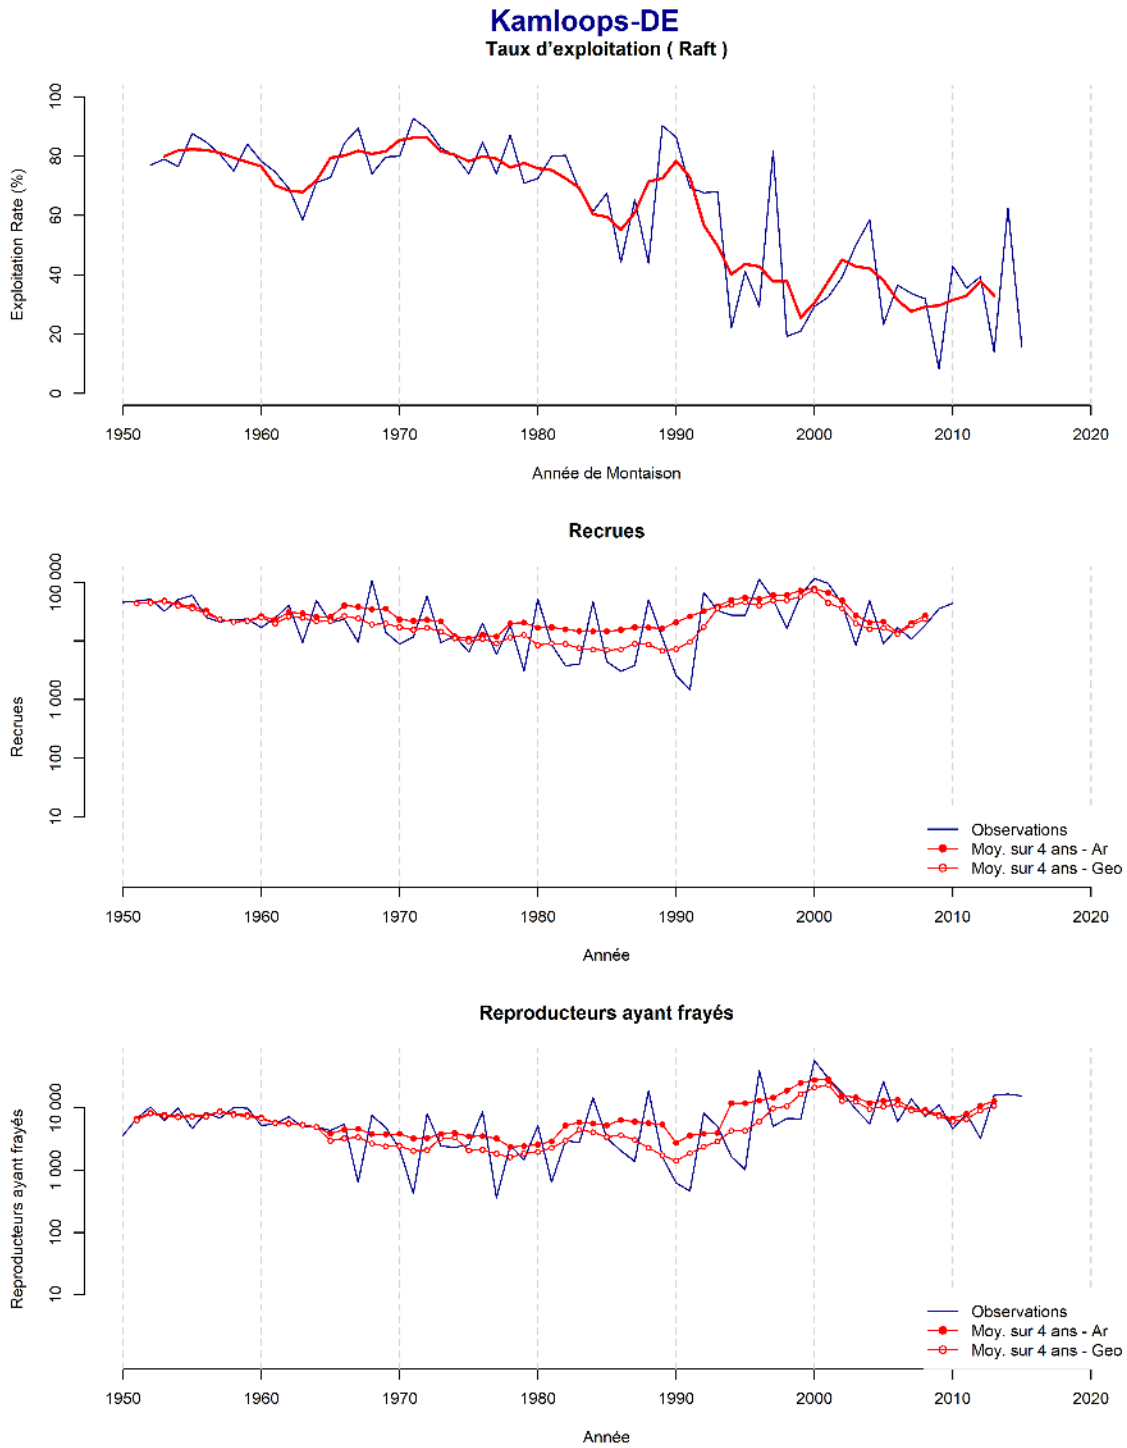 Kamloops-DE
Taux d’exploitation ( Raft )
Exploitation Rate (%)
100
80
60
40
20
0
1950 1960 1970 1980 1990 2000 2010 2020
Année de Montaison
Recrues
Recrues
100 000
1 000
100
10
Observations
Moy. sur 4 ans - Ar
Moy. sur 4 ans - Geo
1950 1960 1970 1980 1990 2000 2010 2020
Année
Reproducteurs ayant frayés
Reproducteurs ayant frayés
10 000
1 000
100
10
Observations
Moy. sur 4 ans - Ar
Moy. sur 4 ans - Geo
1950 1960 1970 1980 1990 2000 2010 2020
Année